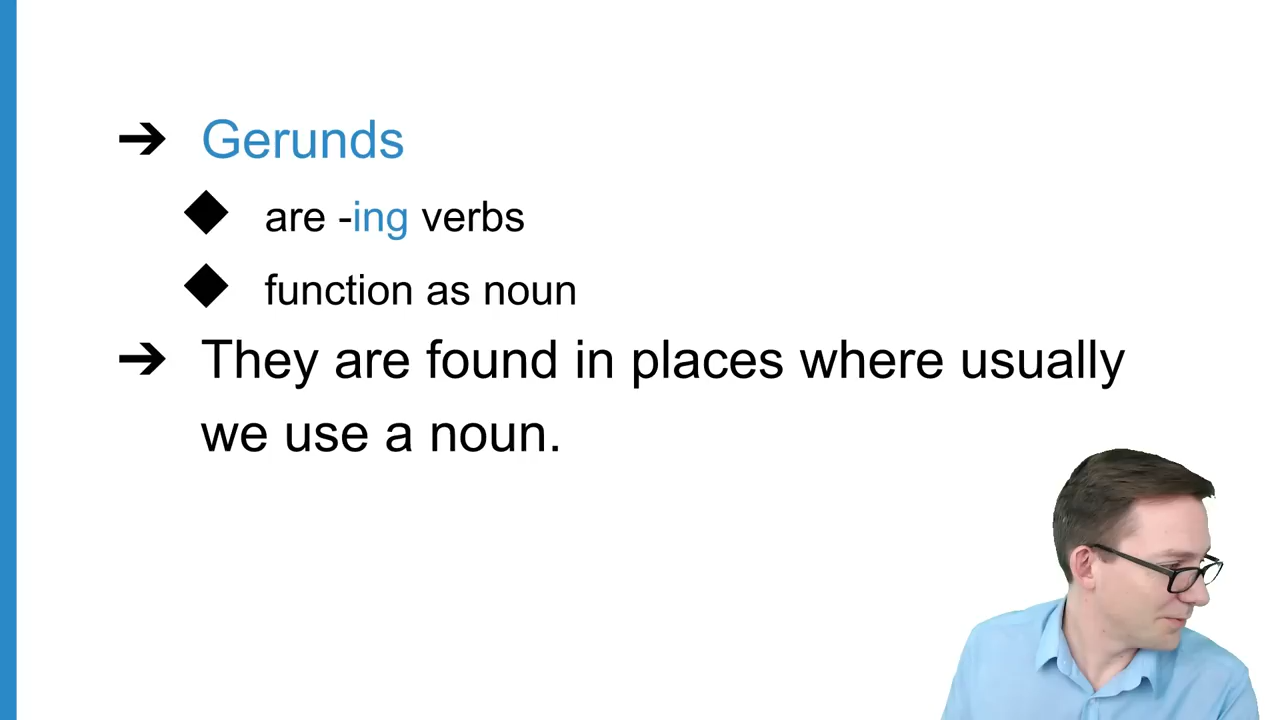 Gerunds
are -ing verbs
function as noun
They are found in places where usually
we use a noun.